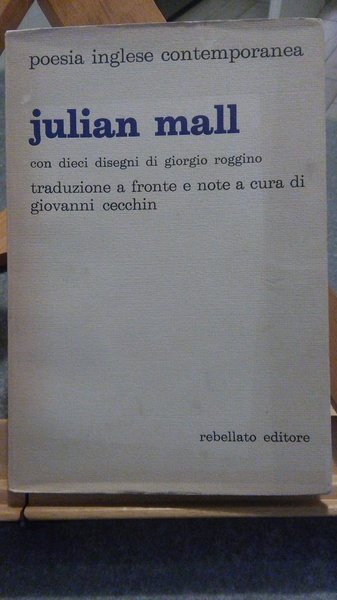 poesia inglese contemporanea
julian mall
con dieci disegni di giorgio roggino
traduzione a fronte e note a cura di
giovanni cecchin
rebellato editore